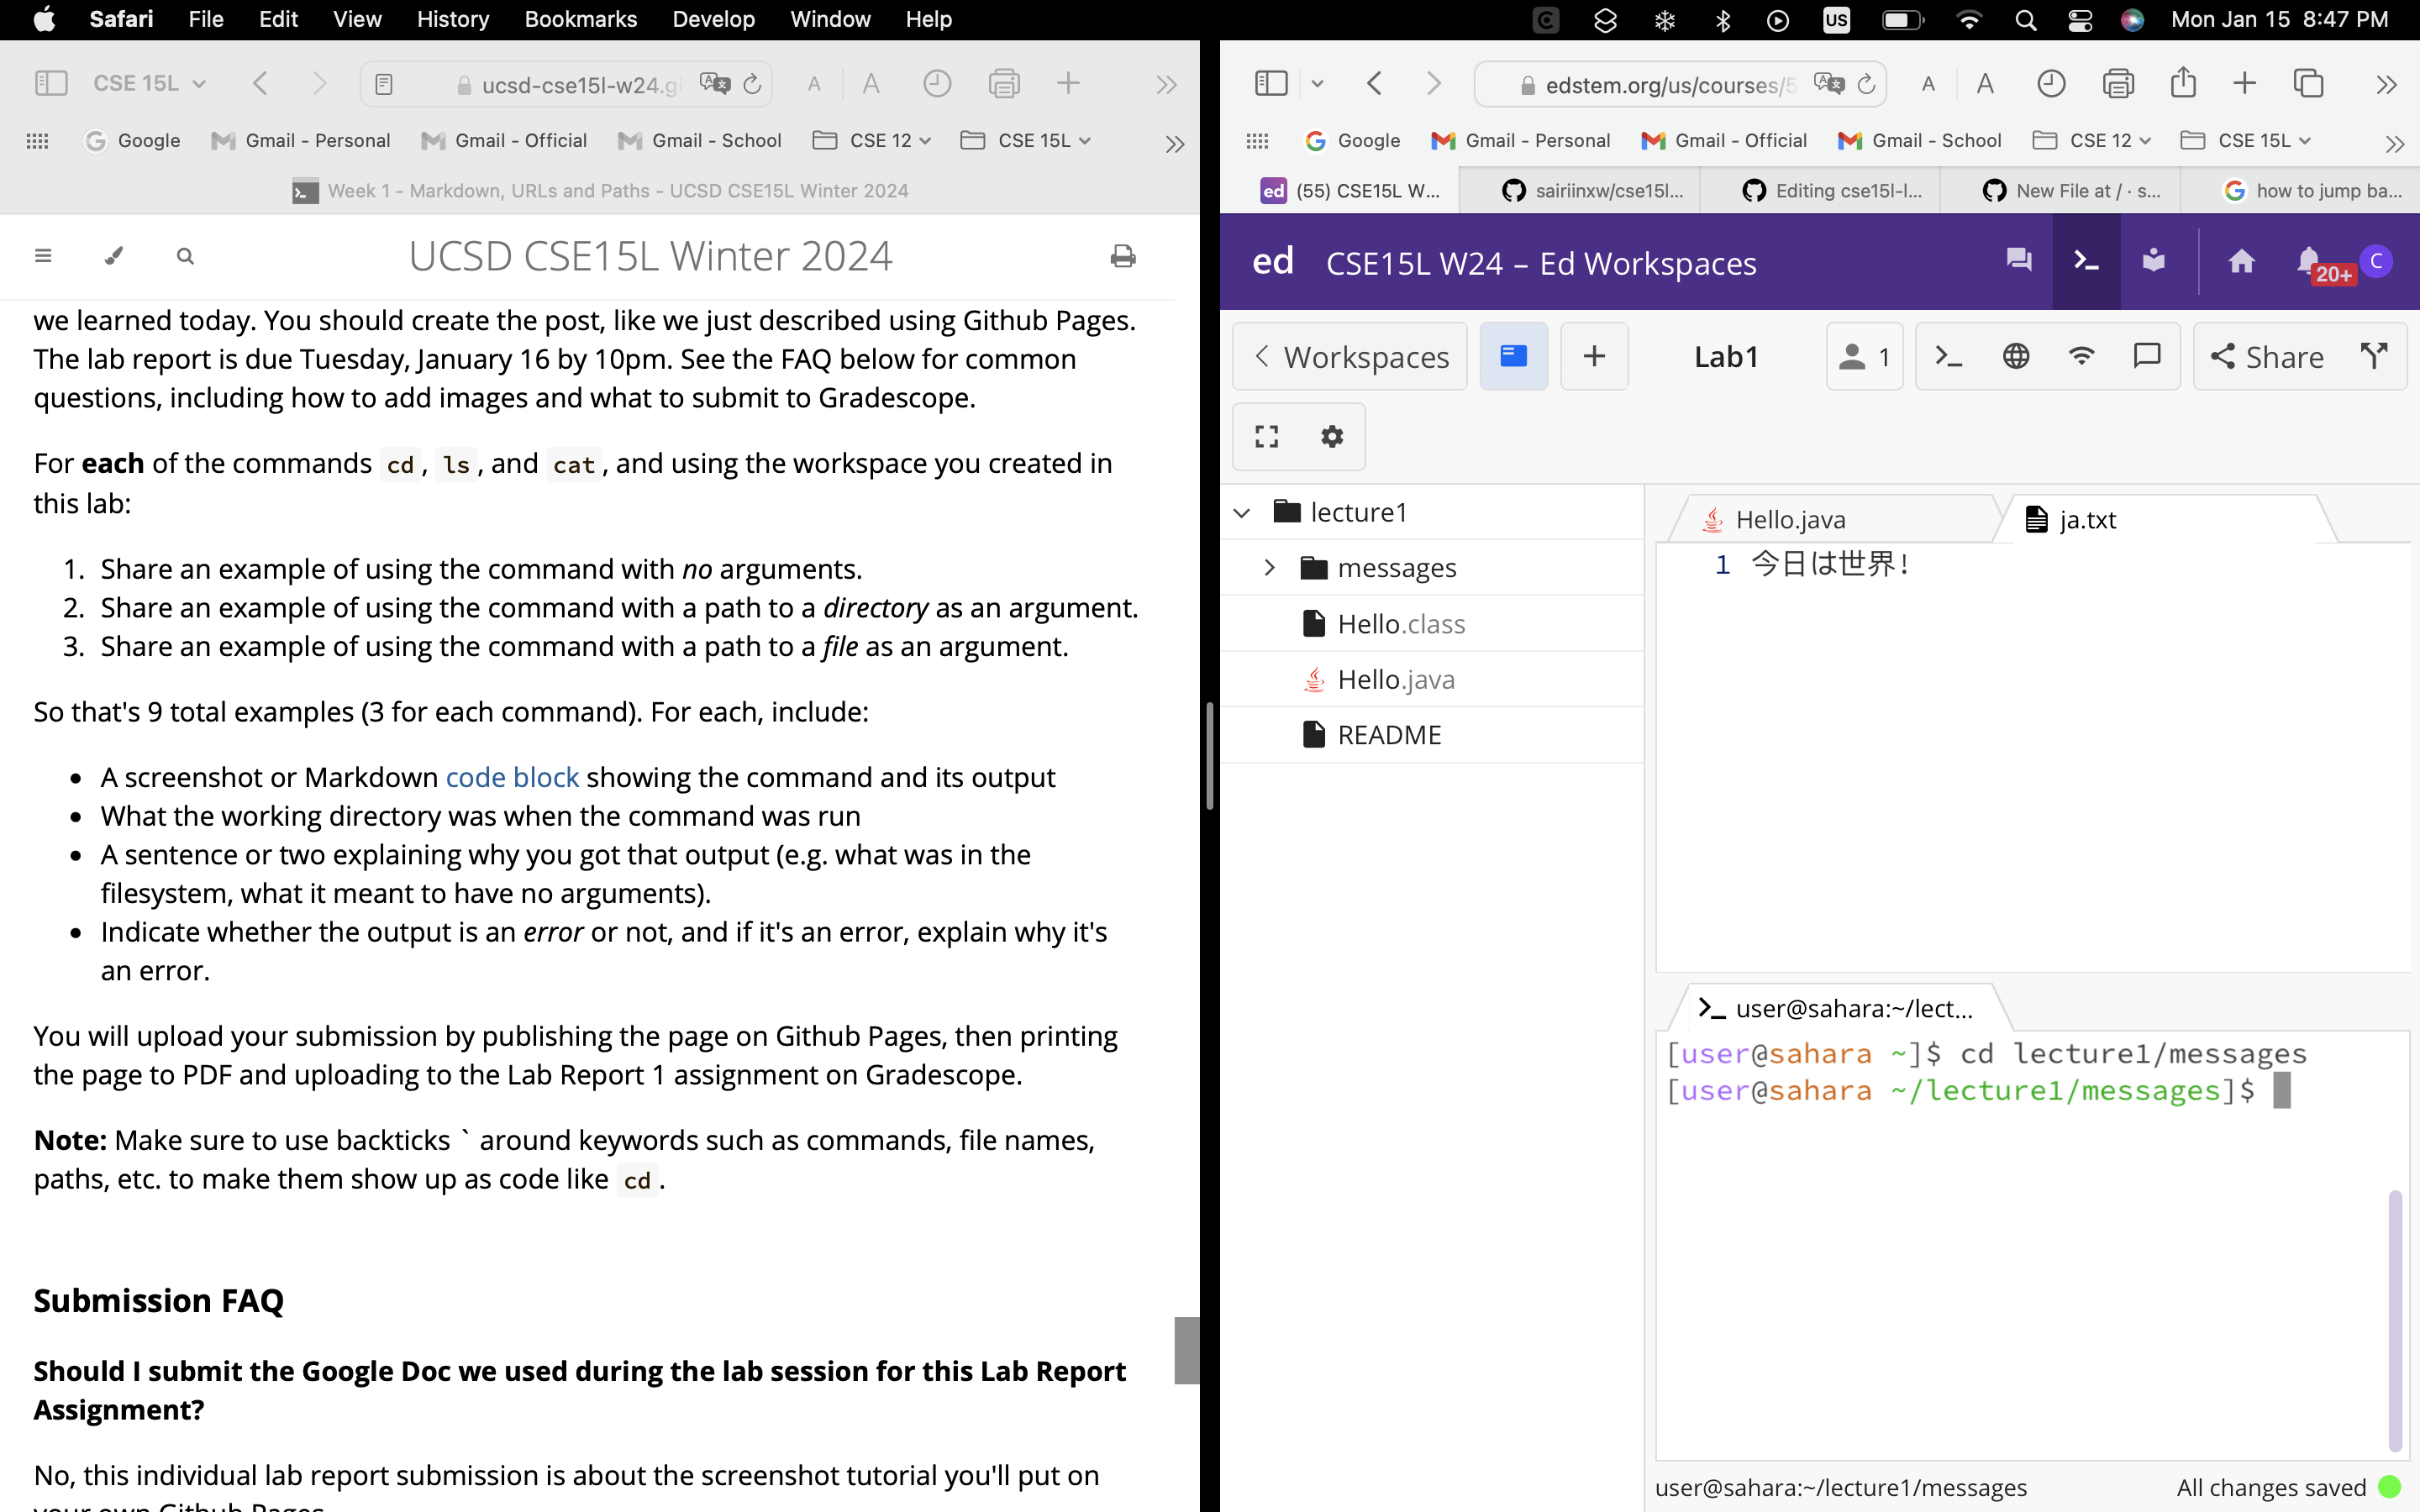 Safari File Edit View History Bookmarks Develop Window Help
US Mon Jan 15 8:47 PM
CSE 15L
ucsd-cse15l-w24.gi
A A
Google Gmail - Personal Gmail - Official Gmail - School CSE 12 CSE 15L
Week 1 - Markdown, URLs and Paths - UCSD CSE15L Winter 2024
UCSD CSE15L Winter 2024
we learned today. You should create the post, like we just described using Github Pages.
The lab report is due Tuesday, January 16 by 10pm. See the FAQ below for common
questions, including how to add images and what to submit to Gradescope.
For each of the commands cd, ls, and cat, and using the workspace you created in
this lab:
1. Share an example of using the command with no arguments.
2. Share an example of using the command with a path to a directory as an argument.
3. Share an example of using the command with a path to a file as an argument.
So that's 9 total examples (3 for each command). For each, include:
• A screenshot or Markdown code block showing the command and its output
• What the working directory was when the command was run
• A sentence or two explaining why you got that output (e.g. what was in the
filesystem, what it meant to have no arguments).
• Indicate whether the output is an error or not, and if it's an error, explain why it's
an error.
You will upload your submission by publishing the page on Github Pages, then printing
the page to PDF and uploading to the Lab Report 1 assignment on Gradescope.
Note: Make sure to use backticks ` around keywords such as commands, file names,
paths, etc. to make them show up as code like cd.
Submission FAQ
Should I submit the Google Doc we used during the lab session for this Lab Report
Assignment?
No, this individual lab report submission is about the screenshot tutorial you'll put on
your own Github Pages
edstem.org/us/courses/5
A A
Google Gmail - Personal Gmail - Official Gmail - School CSE 12 CSE 15L
ed (55) CSE15L W... sairiinxw/cse15l... Editing cse15l-l... New File at / · s... how to jump ba...
ed CSE15L W24 – Ed Workspaces 20+ C
Workspaces + Lab1 1 Share
lecture1
messages
Hello.class
Hello.java
README
Hello.java ja.txt
1 今日は世界!
user@sahara:~/lect...
[user@sahara ~]$ cd lecture1/messages
[user@sahara ~/lecture1/messages]$
user@sahara:~/lecture1/messages All changes saved